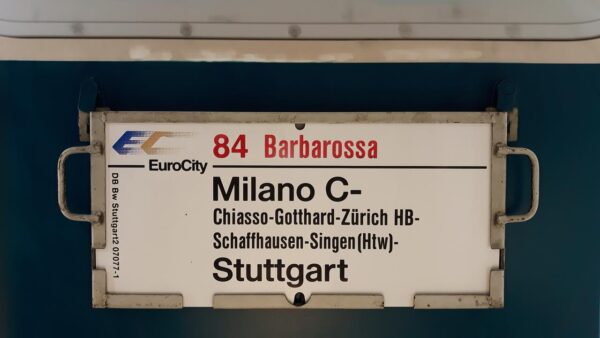 EC
EuroCity
84 Barbarossa
Milano C-
Chiasso-Gotthard-Zürich HB-
Schaffhausen-Singen(Htw)-
Stuttgart
DB Bw Stuttgart2 07077-1